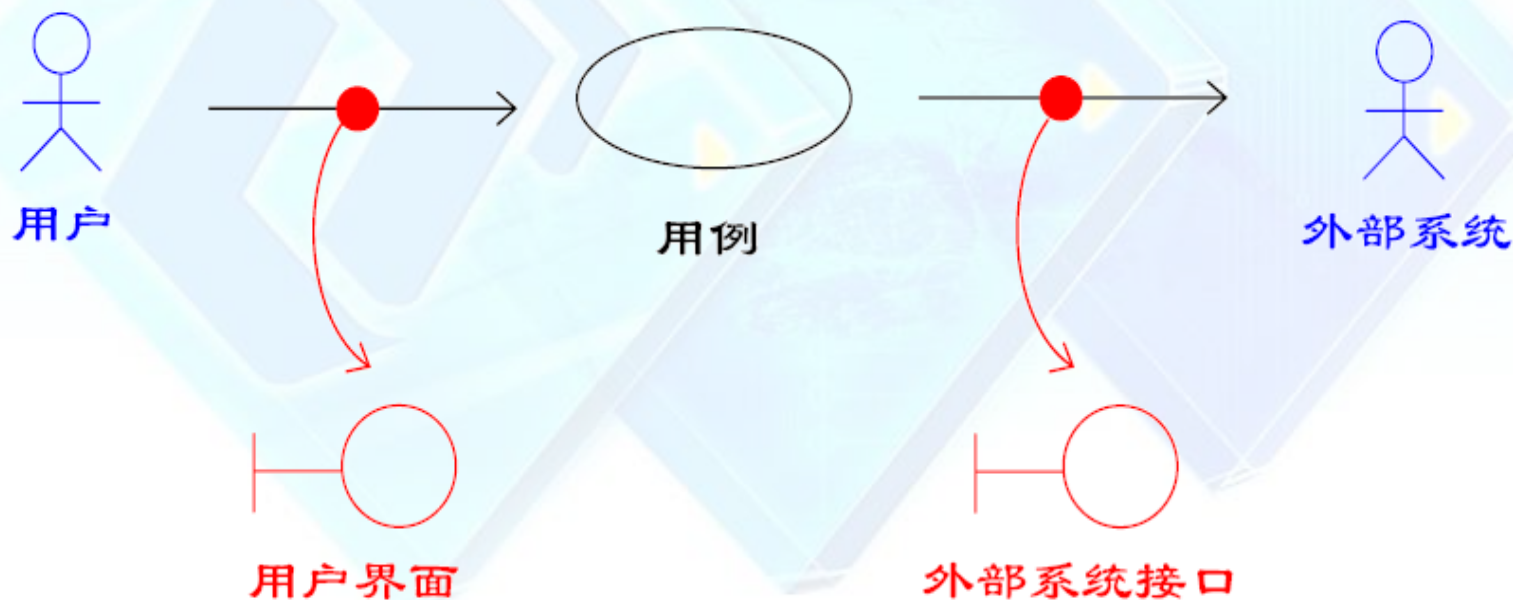 用户
用例
外部系统
用户界面
外部系统接口